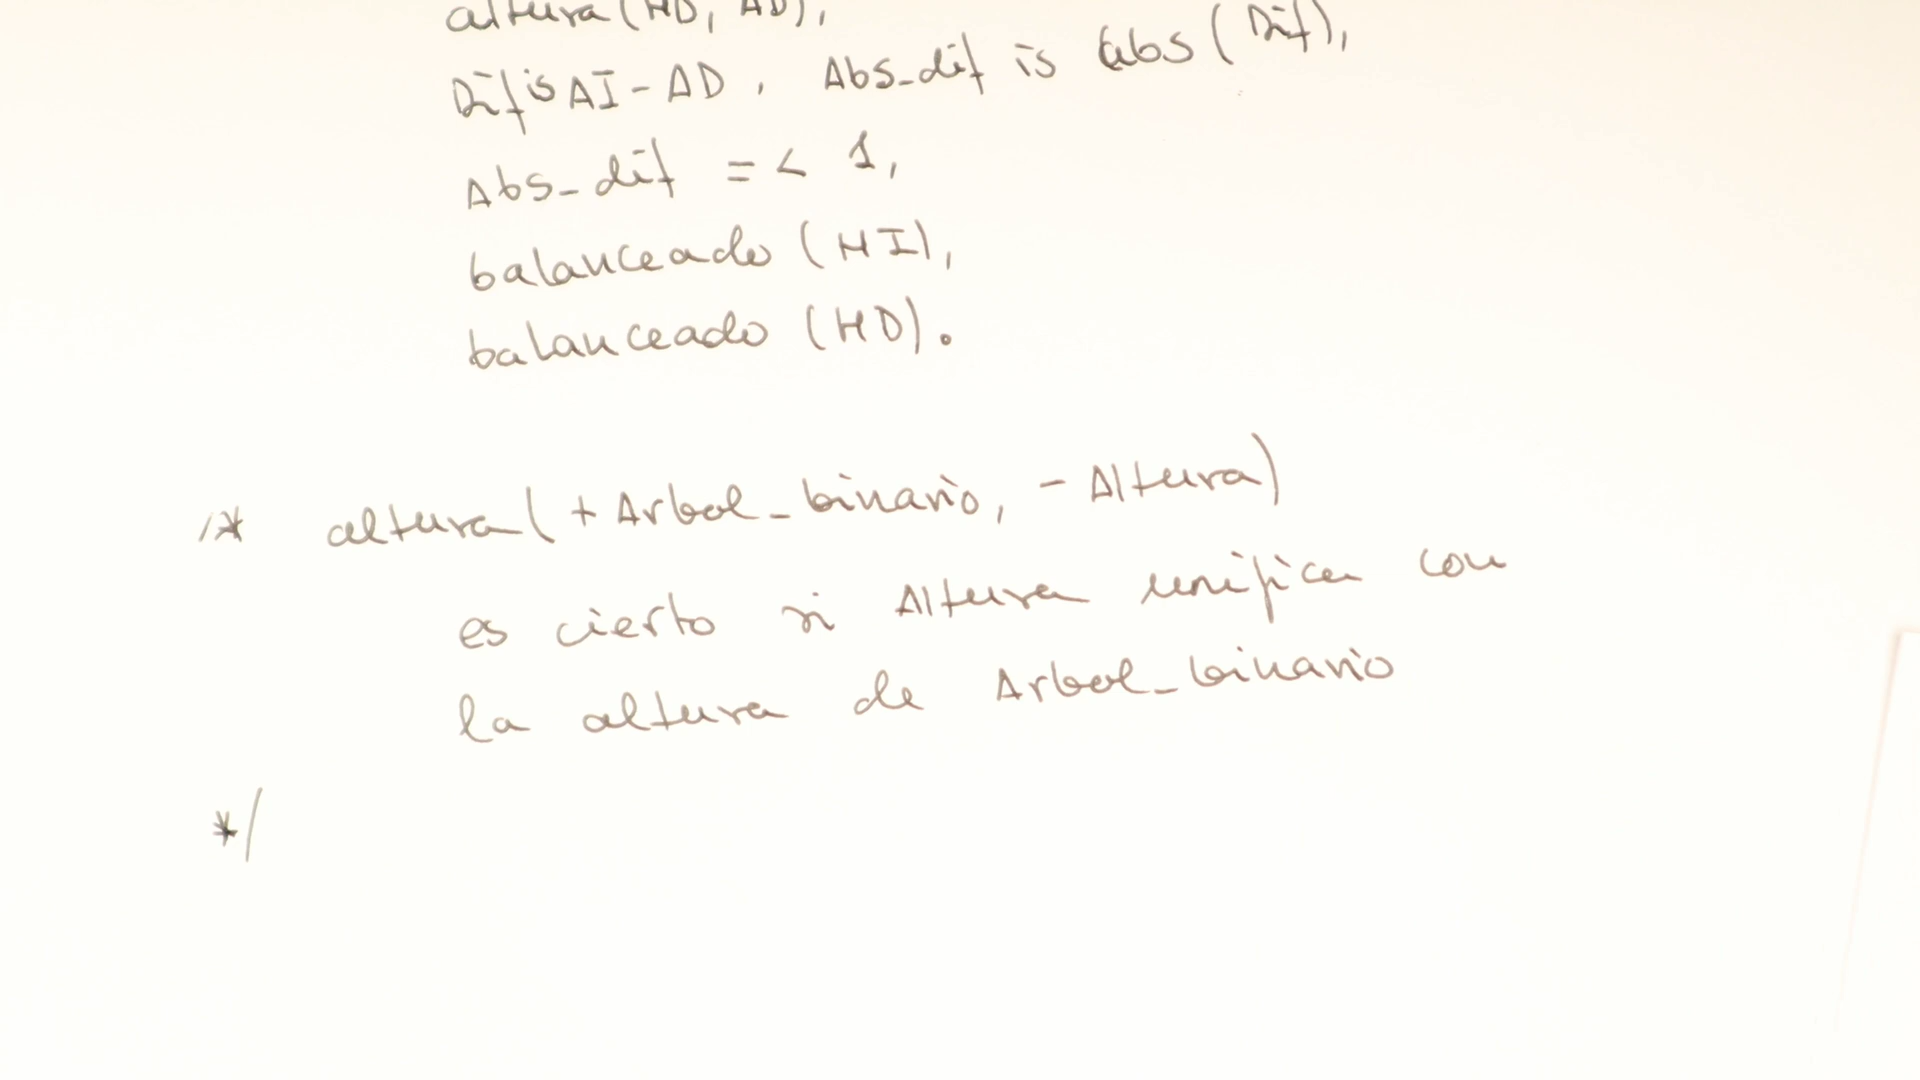 altura(HD, AD),
Dif is AI-AD, Abs_dif is abs(Dif),
Abs_dif =< 1,
balanceado (HI),
balanceado (HD).
/* altura(+Arbol_binario, -Altura)
es cierto si Altura unifica con
la altura de Arbol_binario
*/